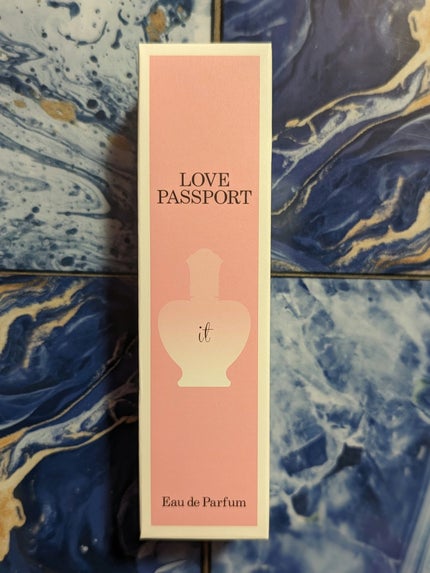 LOVE
PASSPORT
it
Eau de Parfum